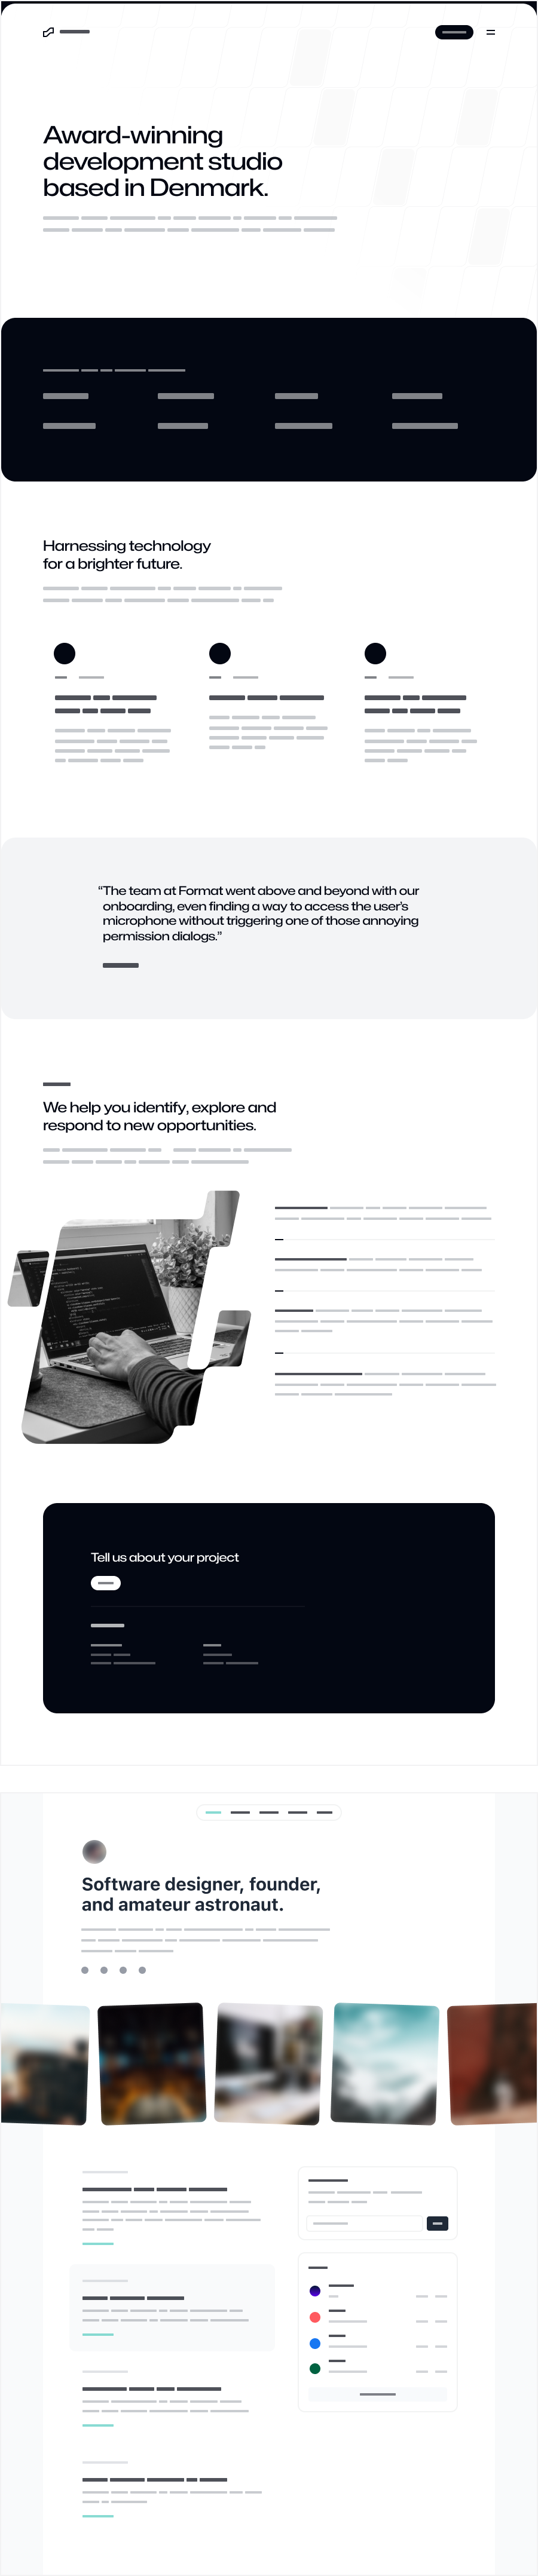 Award-winning
development studio
based in Denmark.
Harnessing technology
for a brighter future.
“The team at Format went above and beyond with our
onboarding, even finding a way to access the user’s
microphone without triggering one of those annoying
permission dialogs.”
We help you identify, explore and
respond to new opportunities.
Tell us about your project
Software designer, founder,
and amateur astronaut.